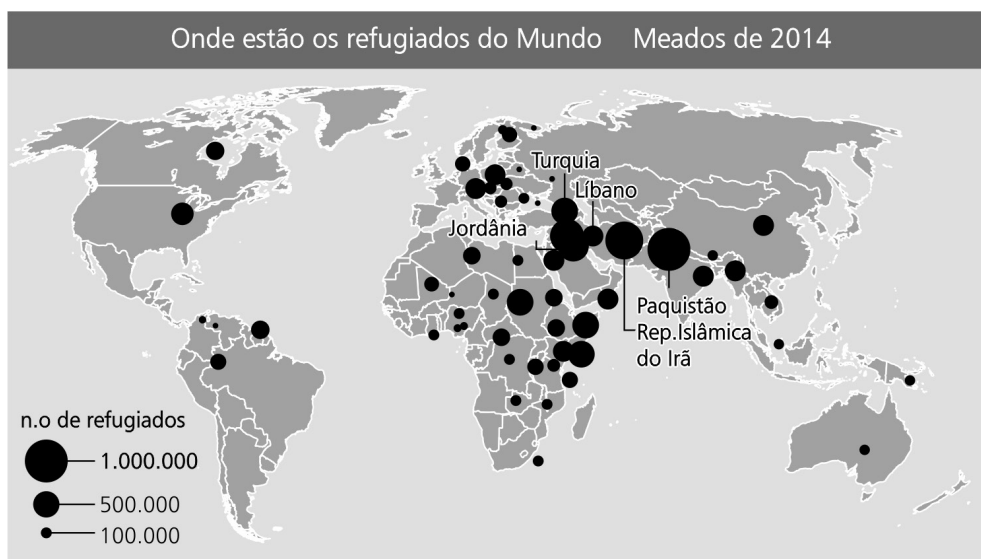 Onde estão os refugiados do Mundo Meados de 2014
Turquia
Líbano
Jordânia
Paquistão
Rep.Islâmica
do Irã
n.o de refugiados
1.000.000
500.000
100.000